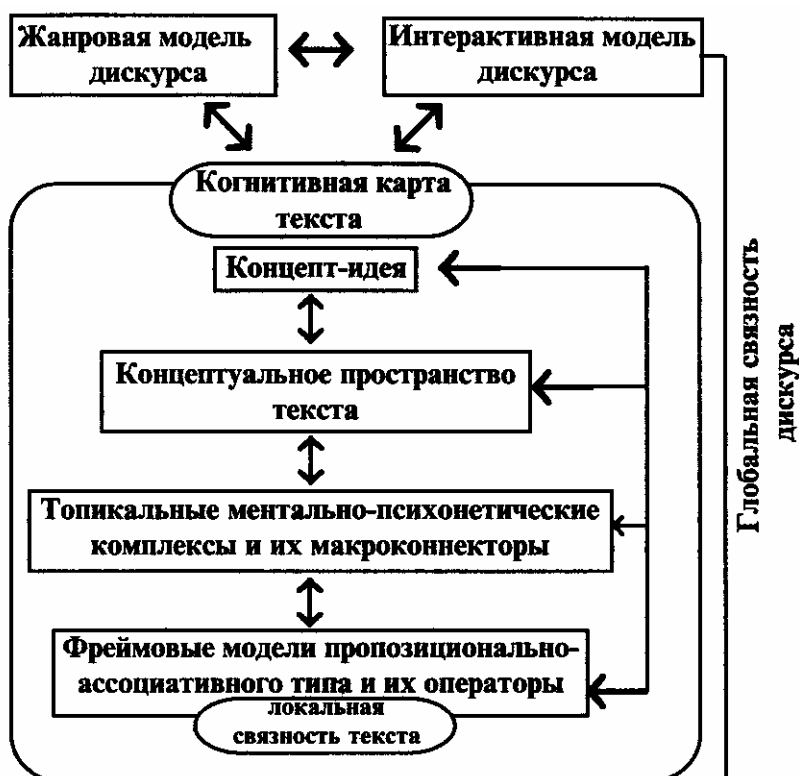 Жанровая модель
дискурса
Интерактивная модель
дискурса
Когнитивная карта
текста
Концепт-идея
Концептуальное пространство
текста
Топикальные ментально-психонетические
комплексы и их макроконнекторы
Фреймовые модели пропозиционально-
ассоциативного типа и их операторы
локальная
связность текста
Глобальная связность
дискурса